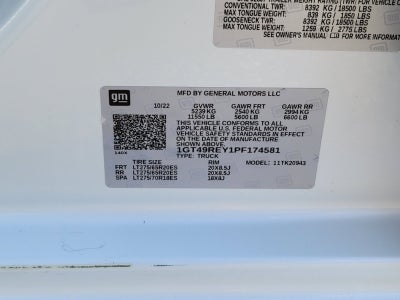 CONVENTIONAL TWR: 8392 KG / 18500 LBS
MAX TONGUE WEIGHT: 839 KG / 1850 LBS
GOOSENECK TWR: 8392 KG / 18500 LBS
MAX TONGUE WEIGHT: 1259 KG / 2775 LBS
SEE OWNER'S MANUAL FOR MORE INFORMATION
gm
MFD BY GENERAL MOTORS LLC
10/22 GVWR GAWR FRT GAWR RR
5239 KG 2540 KG 2994 KG
11550 LB 5600 LB 6600 LB
THIS VEHICLE CONFORMS TO ALL
APPLICABLE U.S. FEDERAL MOTOR
VEHICLE SAFETY STANDARDS IN EFFECT
ON THE DATE OF MANUFACTURE
SHOWN ABOVE.
1GT49REY1PF174581
TYPE: TRUCK MODEL: 11TK20943
TIRE SIZE RIM
FRT LT275/65R20ES 20X8.5J
RR LT275/65R20ES 20X8.5J
SPA LT275/70R18ES 18X8J